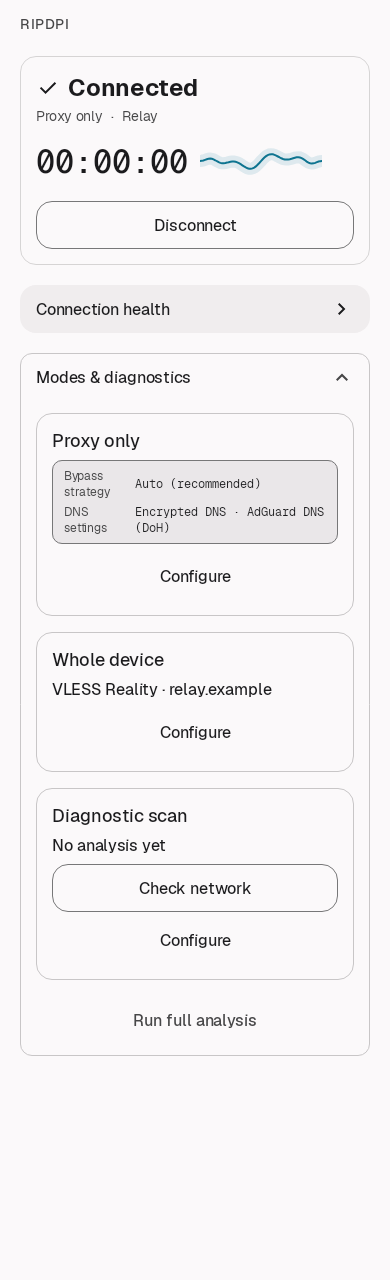 RIPDPI
Connected
Proxy only · Relay
00:00:00
Disconnect
Connection health
Modes & diagnostics
Proxy only
Bypass strategy
Auto (recommended)
DNS settings
Encrypted DNS · AdGuard DNS (DoH)
Configure
Whole device
VLESS Reality · relay.example
Configure
Diagnostic scan
No analysis yet
Check network
Configure
Run full analysis